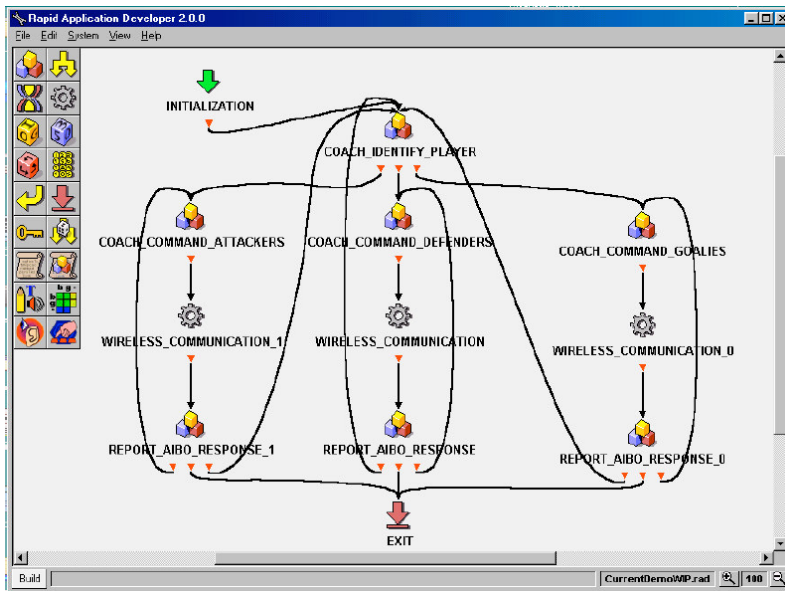 Rapid Application Developer 2.0.0
File Edit System View Help
INITIALIZATION
COACH_IDENTIFY_PLAYER
COACH_COMMAND_ATTACKERS
COACH_COMMAND_DEFENDERS
COACH_COMMAND_GOALIES
WIRELESS_COMMUNICATION_1
WIRELESS_COMMUNICATION
WIRELESS_COMMUNICATION_0
REPORT_AIBO_RESPONSE_1
REPORT_AIBO_RESPONSE
REPORT_AIBO_RESPONSE_0
EXIT
Build
CurrentDemoWIP.rad
100